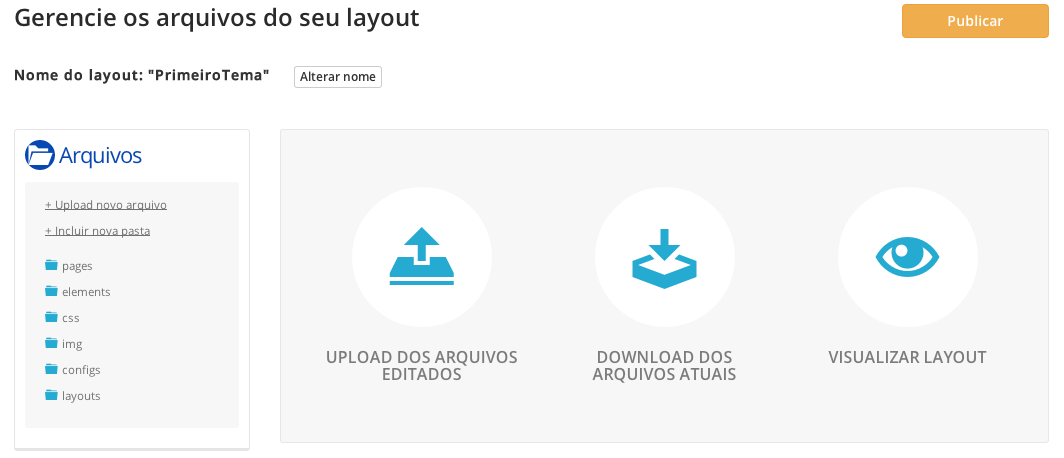 Gerencie os arquivos do seu layout
Publicar
Nome do layout: "PrimeiroTema"
Alterar nome
Arquivos
+ Upload novo arquivo
+ Incluir nova pasta
pages
elements
css
img
configs
layouts
UPLOAD DOS ARQUIVOS
EDITADOS
DOWNLOAD DOS
ARQUIVOS ATUAIS
VISUALIZAR LAYOUT